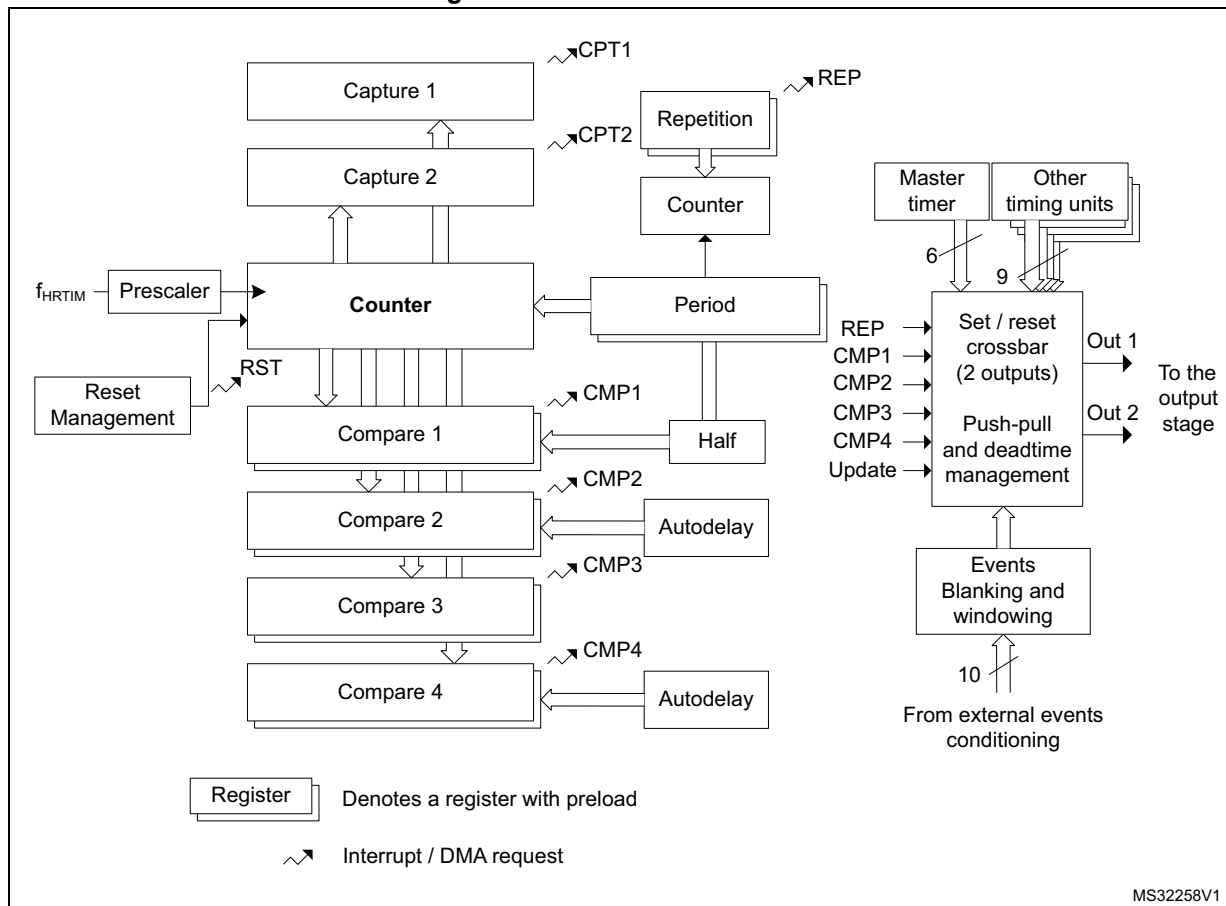 CPT1
Capture 1
REP
Repetition
CPT2
Capture 2
Counter
Master
timer
Other
timing units
6
9
fHRTIM
Prescaler
Counter
Period
RST
Reset
Management
REP
CMP1
CMP2
CMP3
CMP4
Update
Set / reset
crossbar
(2 outputs)
Push-pull
and deadtime
management
Out 1
Out 2
To the
output
stage
CMP1
Compare 1
Half
CMP2
Compare 2
Autodelay
CMP3
Compare 3
Events
Blanking and
windowing
CMP4
Compare 4
Autodelay
10
From external events
conditioning
Register
Denotes a register with preload
Interrupt / DMA request
MS32258V1